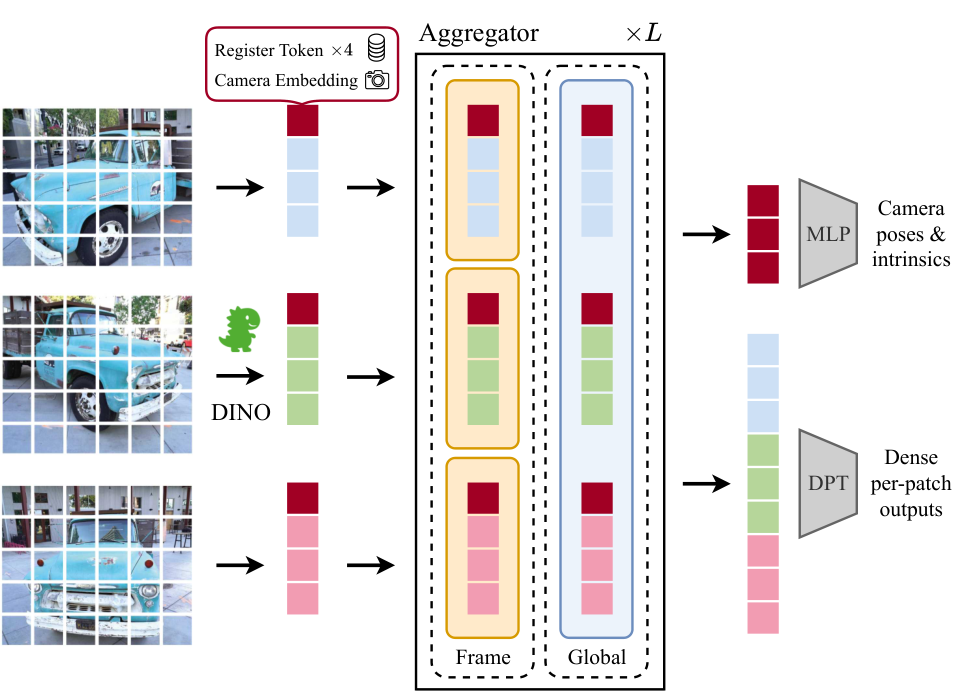 Register Token ×4
Camera Embedding
Aggregator ×L
DINO
Frame
Global
MLP
Camera
poses &
intrinsics
DPT
Dense
per-patch
outputs